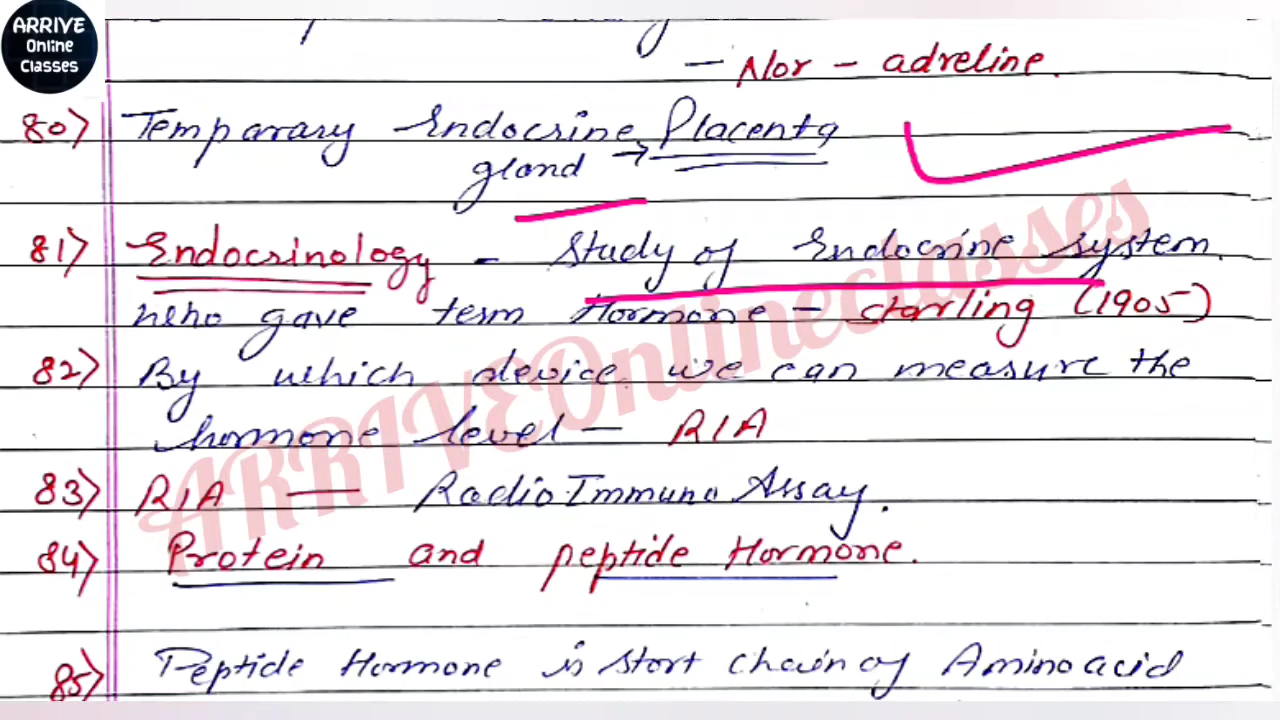 ARRIVE
Online
Classes
- Nor - adreline.
80) Temparary Endocrine Placenta
gland →
81) Endocrinology - Study of Endocrine system.
who gave term Hormone - starling (1905)
82) By which device we can measure the
hormone level - RIA
83) RIA — Radio Immuno Assay.
84) Protein and peptide Hormone.
85) Peptide Hormone is stort chain of Amino acid
ARRIVEOnlineclasses